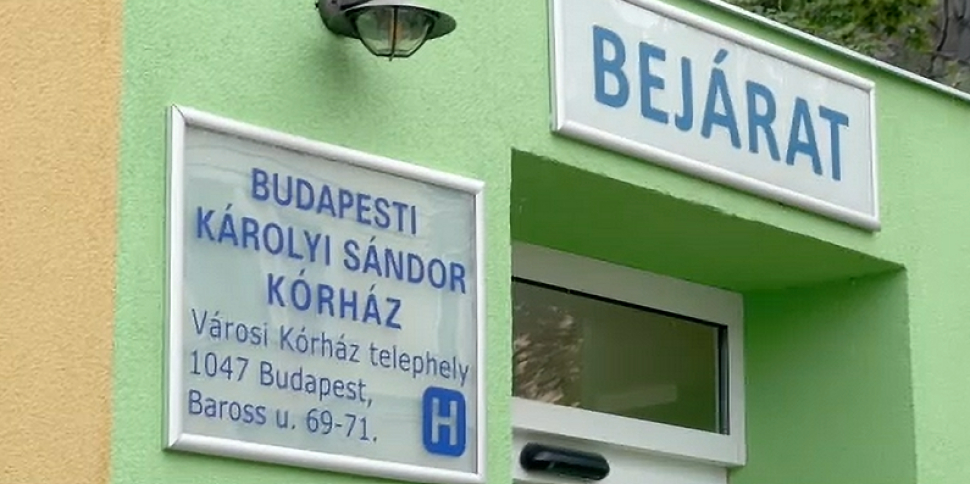 BEJÁRAT
BUDAPESTI
KÁROLYI SÁNDOR
KÓRHÁZ
Városi Kórház telephely
1047 Budapest,
Baross u. 69-71.
H